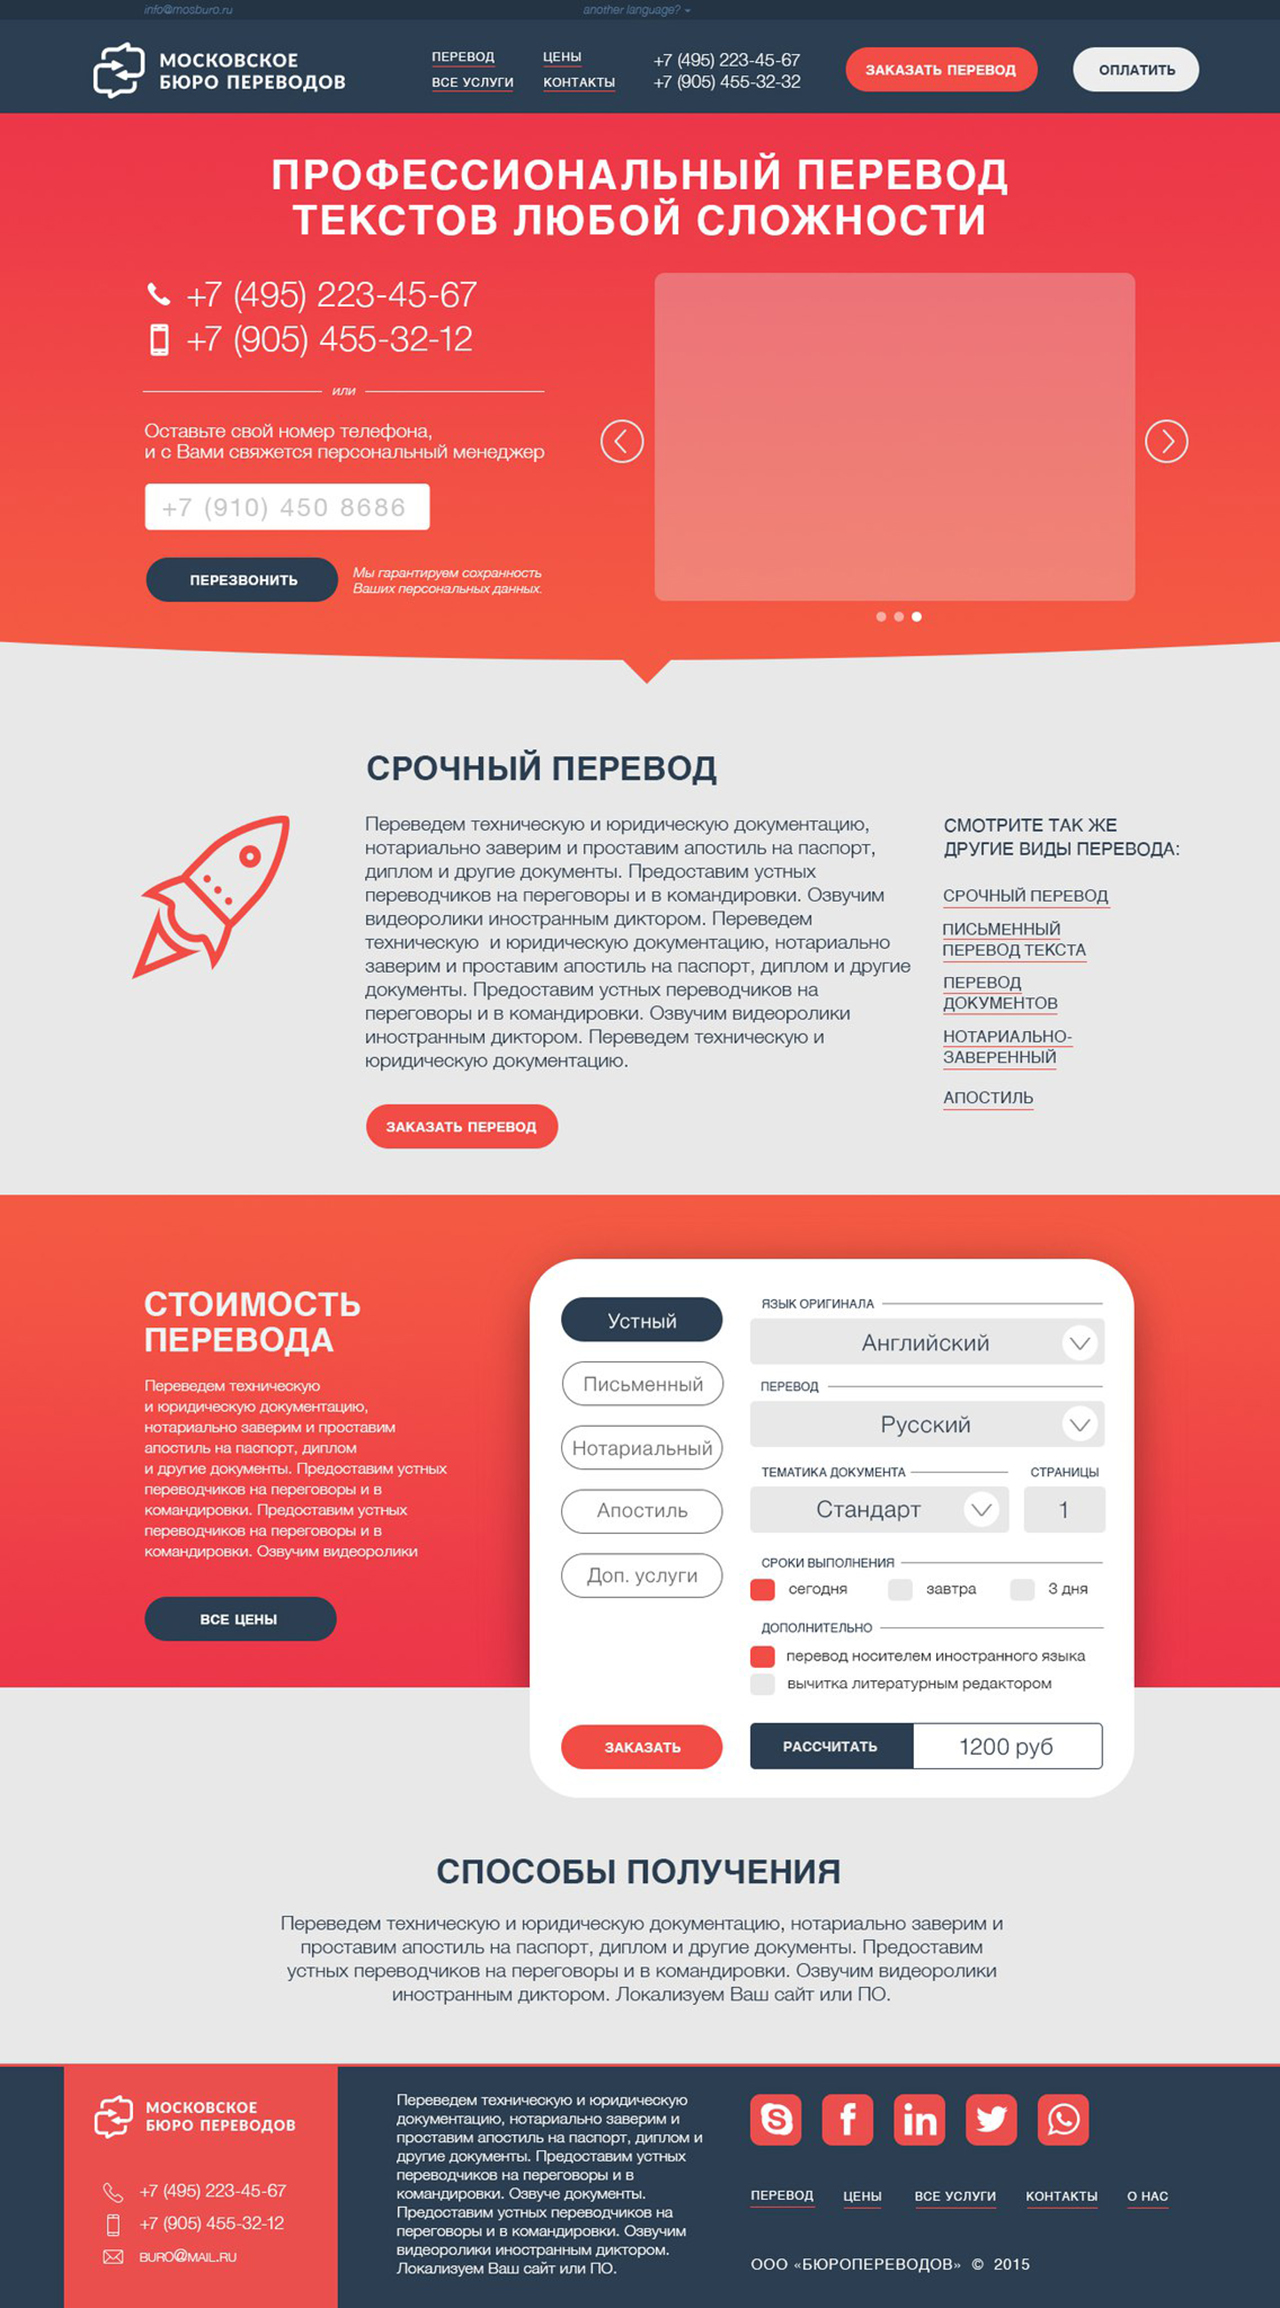 info@mosburo.ru
another language?
МОСКОВСКОЕ
БЮРО ПЕРЕВОДОВ
ПЕРЕВОД
ЦЕНЫ
ВСЕ УСЛУГИ
КОНТАКТЫ
+7 (495) 223-45-67
+7 (905) 455-32-32
ЗАКАЗАТЬ ПЕРЕВОД
ОПЛАТИТЬ
ПРОФЕССИОНАЛЬНЫЙ ПЕРЕВОД
ТЕКСТОВ ЛЮБОЙ СЛОЖНОСТИ
+7 (495) 223-45-67
+7 (905) 455-32-12
или
Оставьте свой номер телефона,
и с Вами свяжется персональный менеджер
+7 (910) 450 8686
ПЕРЕЗВОНИТЬ
Мы гарантируем сохранность
Ваших персональных данных.
СРОЧНЫЙ ПЕРЕВОД
Переведем техническую и юридическую документацию,
нотариально заверим и проставим апостиль на паспорт,
диплом и другие документы. Предоставим устных
переводчиков на переговоры и в командировки. Озвучим
видеоролики иностранным диктором. Переведем
техническую и юридическую документацию, нотариально
заверим и проставим апостиль на паспорт, диплом и другие
документы. Предоставим устных переводчиков на
переговоры и в командировки. Озвучим видеоролики
иностранным диктором. Переведем техническую и
юридическую документацию.
ЗАКАЗАТЬ ПЕРЕВОД
СМОТРИТЕ ТАК ЖЕ
ДРУГИЕ ВИДЫ ПЕРЕВОДА:
СРОЧНЫЙ ПЕРЕВОД
ПИСЬМЕННЫЙ
ПЕРЕВОД ТЕКСТА
ПЕРЕВОД
ДОКУМЕНТОВ
НОТАРИАЛЬНО-
ЗАВЕРЕННЫЙ
АПОСТИЛЬ
СТОИМОСТЬ
ПЕРЕВОДА
Переведем техническую
и юридическую документацию,
нотариально заверим и проставим
апостиль на паспорт, диплом
и другие документы. Предоставим устных
переводчиков на переговоры и в
командировки. Предоставим устных
переводчиков на переговоры и в
командировки. Озвучим видеоролики
ВСЕ ЦЕНЫ
Устный
Письменный
Нотариальный
Апостиль
Доп. услуги
ЗАКАЗАТЬ
ЯЗЫК ОРИГИНАЛА
Английский
ПЕРЕВОД
Русский
ТЕМАТИКА ДОКУМЕНТА
СТРАНИЦЫ
Стандарт
1
СРОКИ ВЫПОЛНЕНИЯ
сегодня
завтра
3 дня
ДОПОЛНИТЕЛЬНО
перевод носителем иностранного языка
вычитка литературным редактором
РАССЧИТАТЬ
1200 руб
СПОСОБЫ ПОЛУЧЕНИЯ
Переведем техническую и юридическую документацию, нотариально заверим и
проставим апостиль на паспорт, диплом и другие документы. Предоставим
устных переводчиков на переговоры и в командировки. Озвучим видеоролики
иностранным диктором. Локализуем Ваш сайт или ПО.
МОСКОВСКОЕ
БЮРО ПЕРЕВОДОВ
+7 (495) 223-45-67
+7 (905) 455-32-12
BURO@MAIL.RU
Переведем техническую и юридическую
документацию, нотариально заверим и
проставим апостиль на паспорт, диплом и
другие документы. Предоставим устных
переводчиков на переговоры и в
командировки. Озвуче документы.
Предоставим устных переводчиков на
переговоры и в командировки. Озвучим
видеоролики иностранным диктором.
Локализуем Ваш сайт или ПО.
ПЕРЕВОД
ЦЕНЫ
ВСЕ УСЛУГИ
КОНТАКТЫ
О НАС
ООО «БЮРОПЕРЕВОДОВ» © 2015